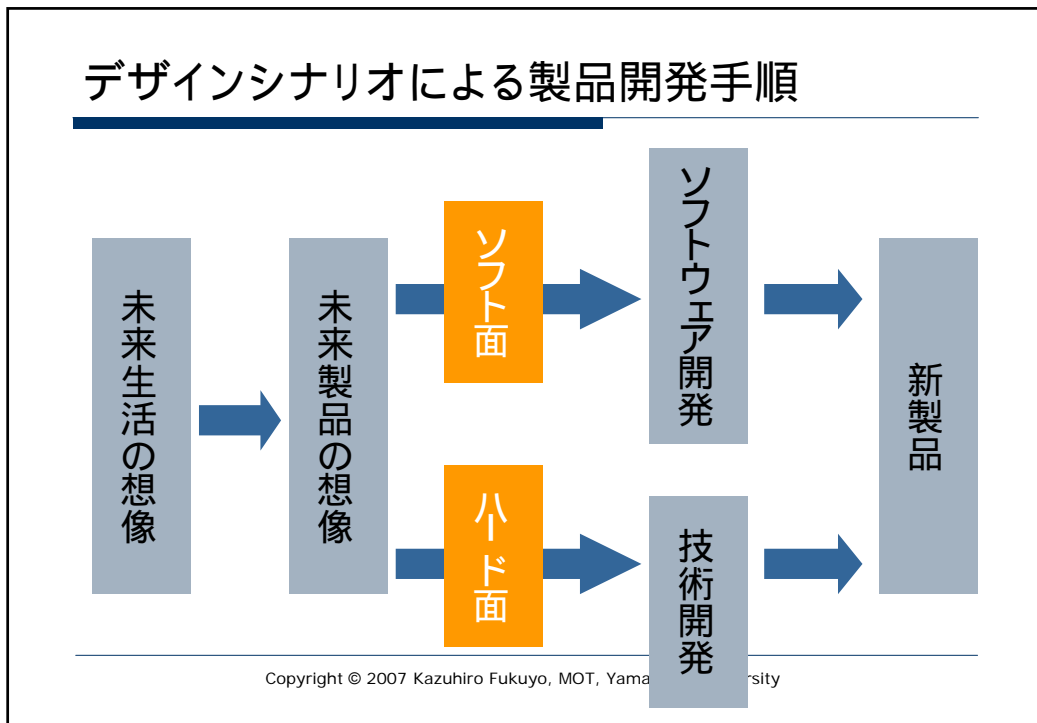 デザインシナリオによる製品開発手順
未来生活の想像
未来製品の想像
ソフト面
ソフトウェア開発
ハード面
技術開発
新製品
Copyright © 2007 Kazuhiro Fukuyo, MOT,